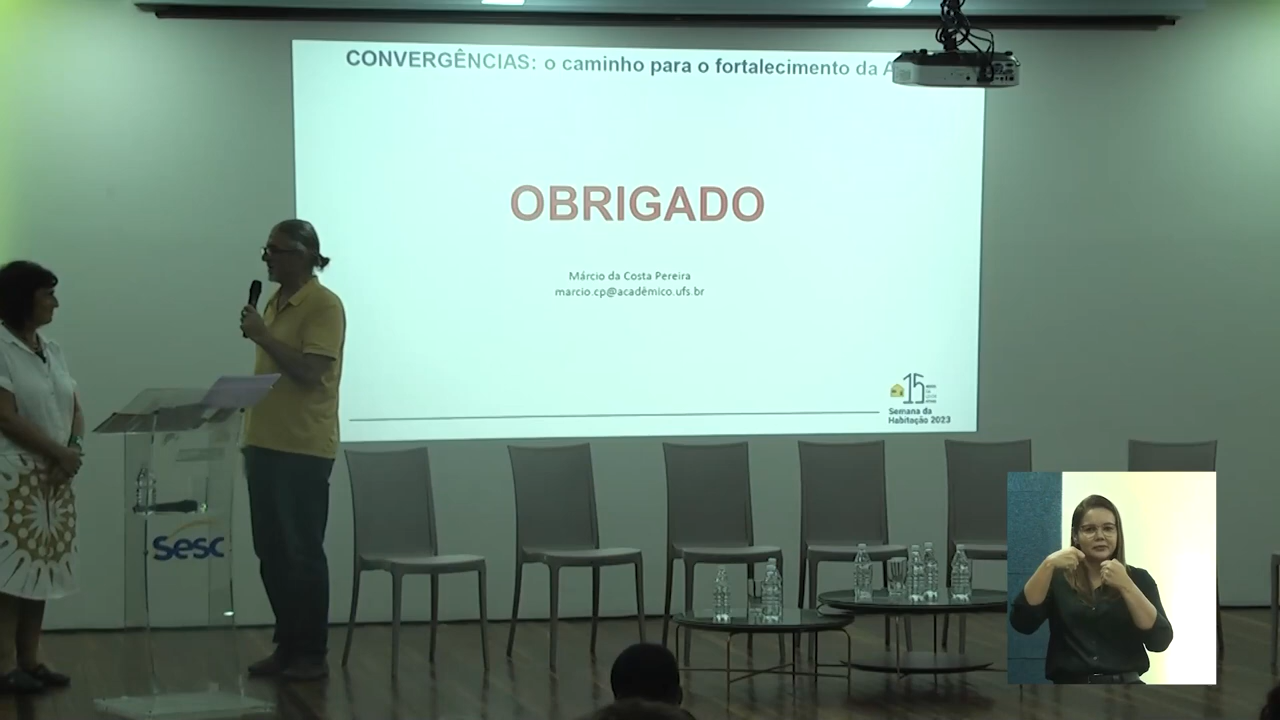 CONVERGÊNCIAS: o caminho para o fortalecimento da A
OBRIGADO
Márcio da Costa Pereira
marcio.cp@acadêmico.ufs.br
15
Semana da
Habitação 2023
Sesc